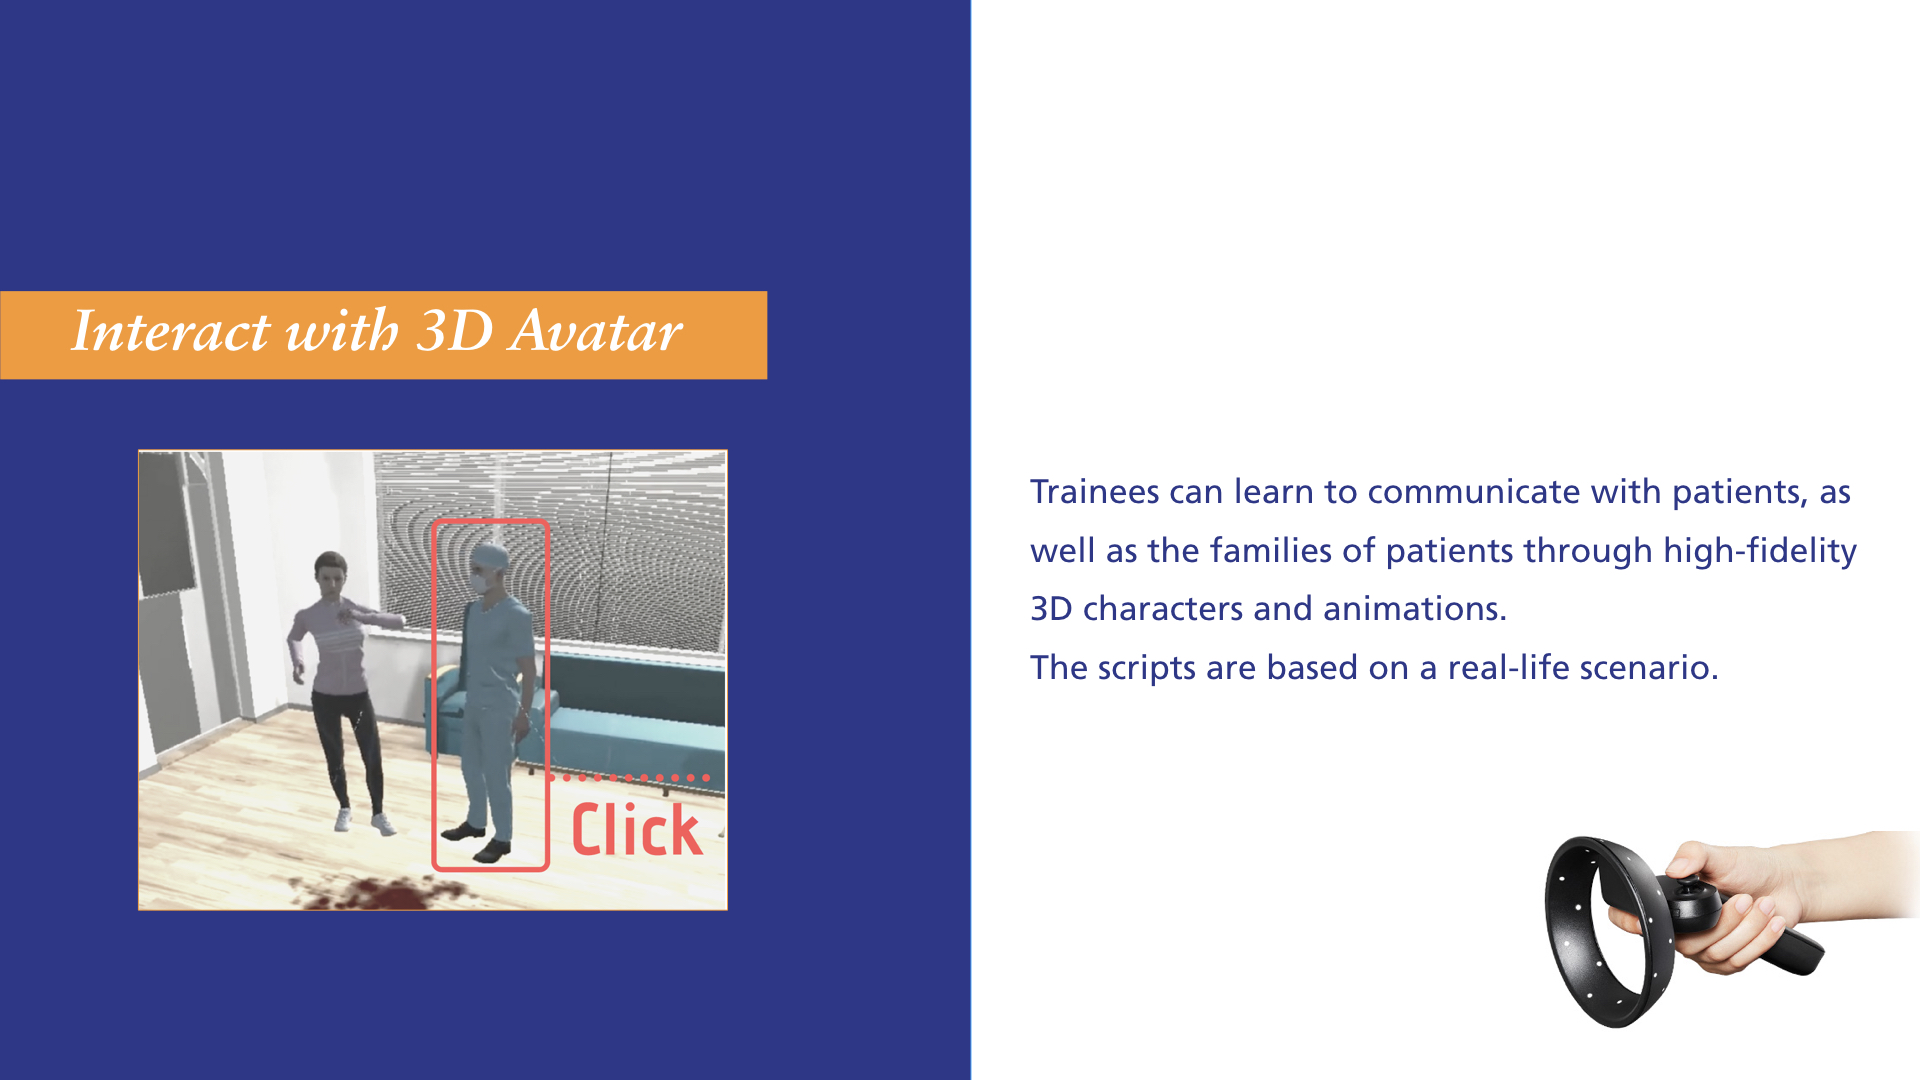 Interact with 3D Avatar
Click
Trainees can learn to communicate with patients, as
well as the families of patients through high-fidelity
3D characters and animations.
The scripts are based on a real-life scenario.